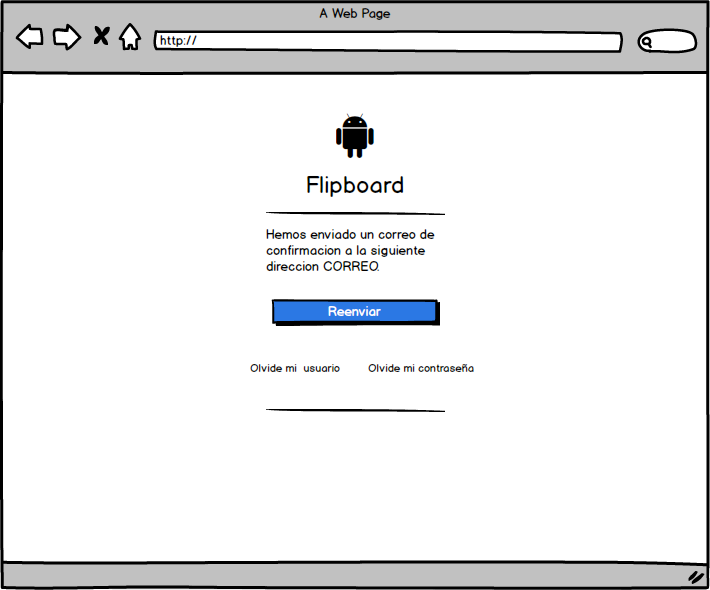 A Web Page
http://
Flipboard
Hemos enviado un correo de
confirmacion a la siguiente
direccion CORREO.
Reenviar
Olvide mi usuario
Olvide mi contraseña